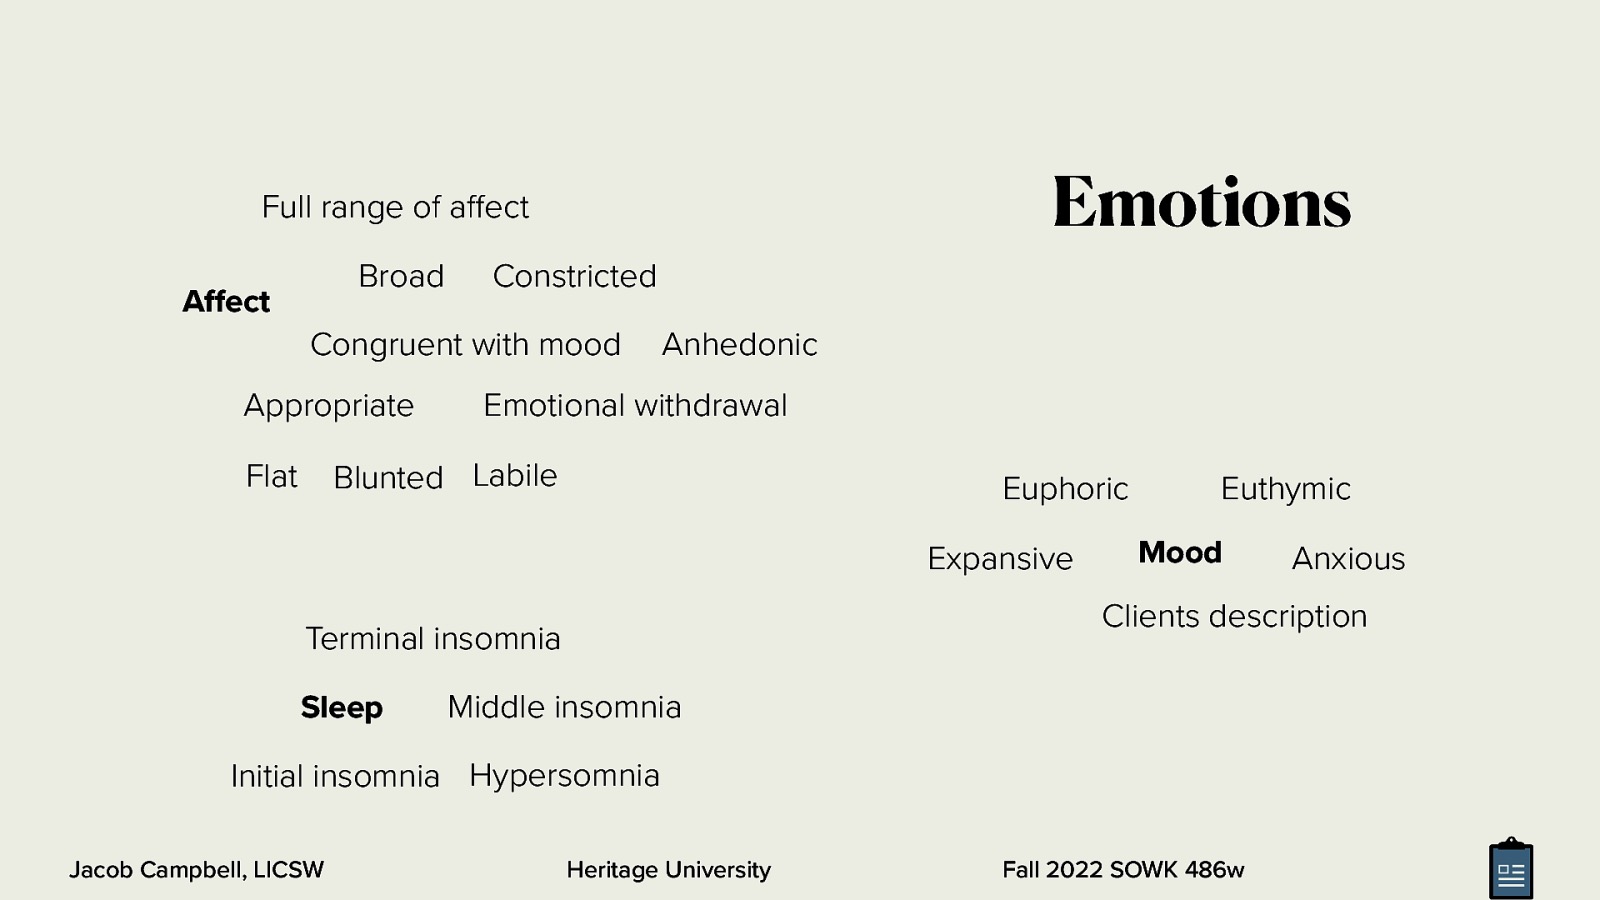 Emotions
Full range of affect
Broad Constricted
Affect
Congruent with mood Anhedonic
Appropriate Emotional withdrawal
Flat Blunted Labile
Euphoric Euthymic
Expansive Mood Anxious
Clients description
Terminal insomnia
Sleep Middle insomnia
Initial insomnia Hypersomnia
Jacob Campbell, LICSW Heritage University Fall 2022 SOWK 486w